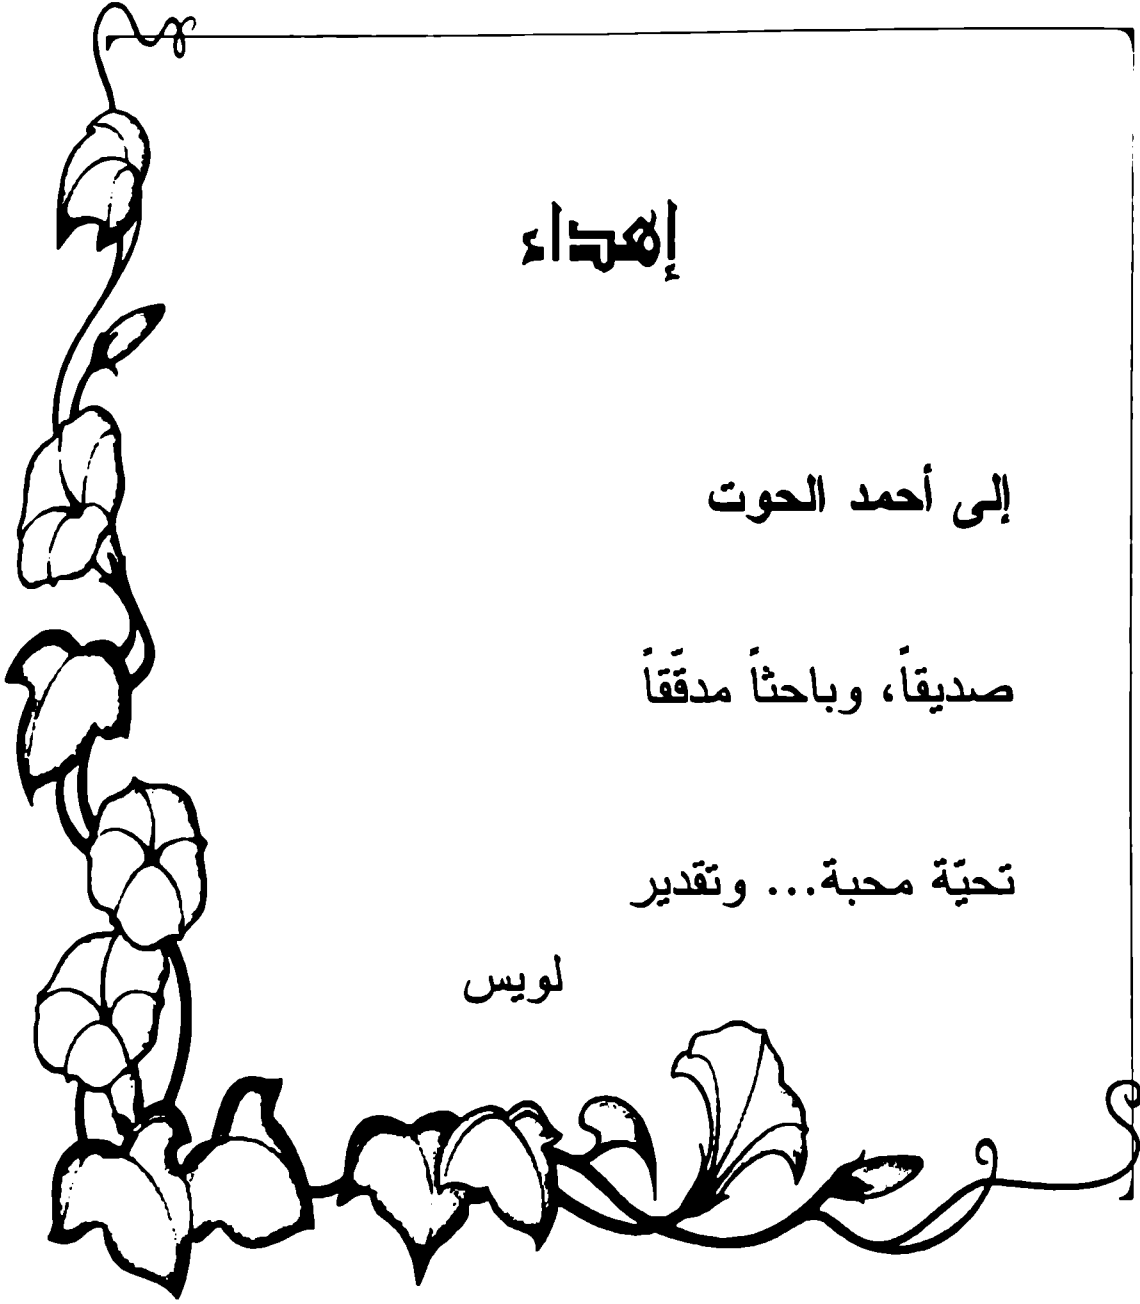 إهداء
إلى أحمد الحوت
صديقاً، وباحثاً مدقّقاً
تحيّة محبة... وتقدير
لويس